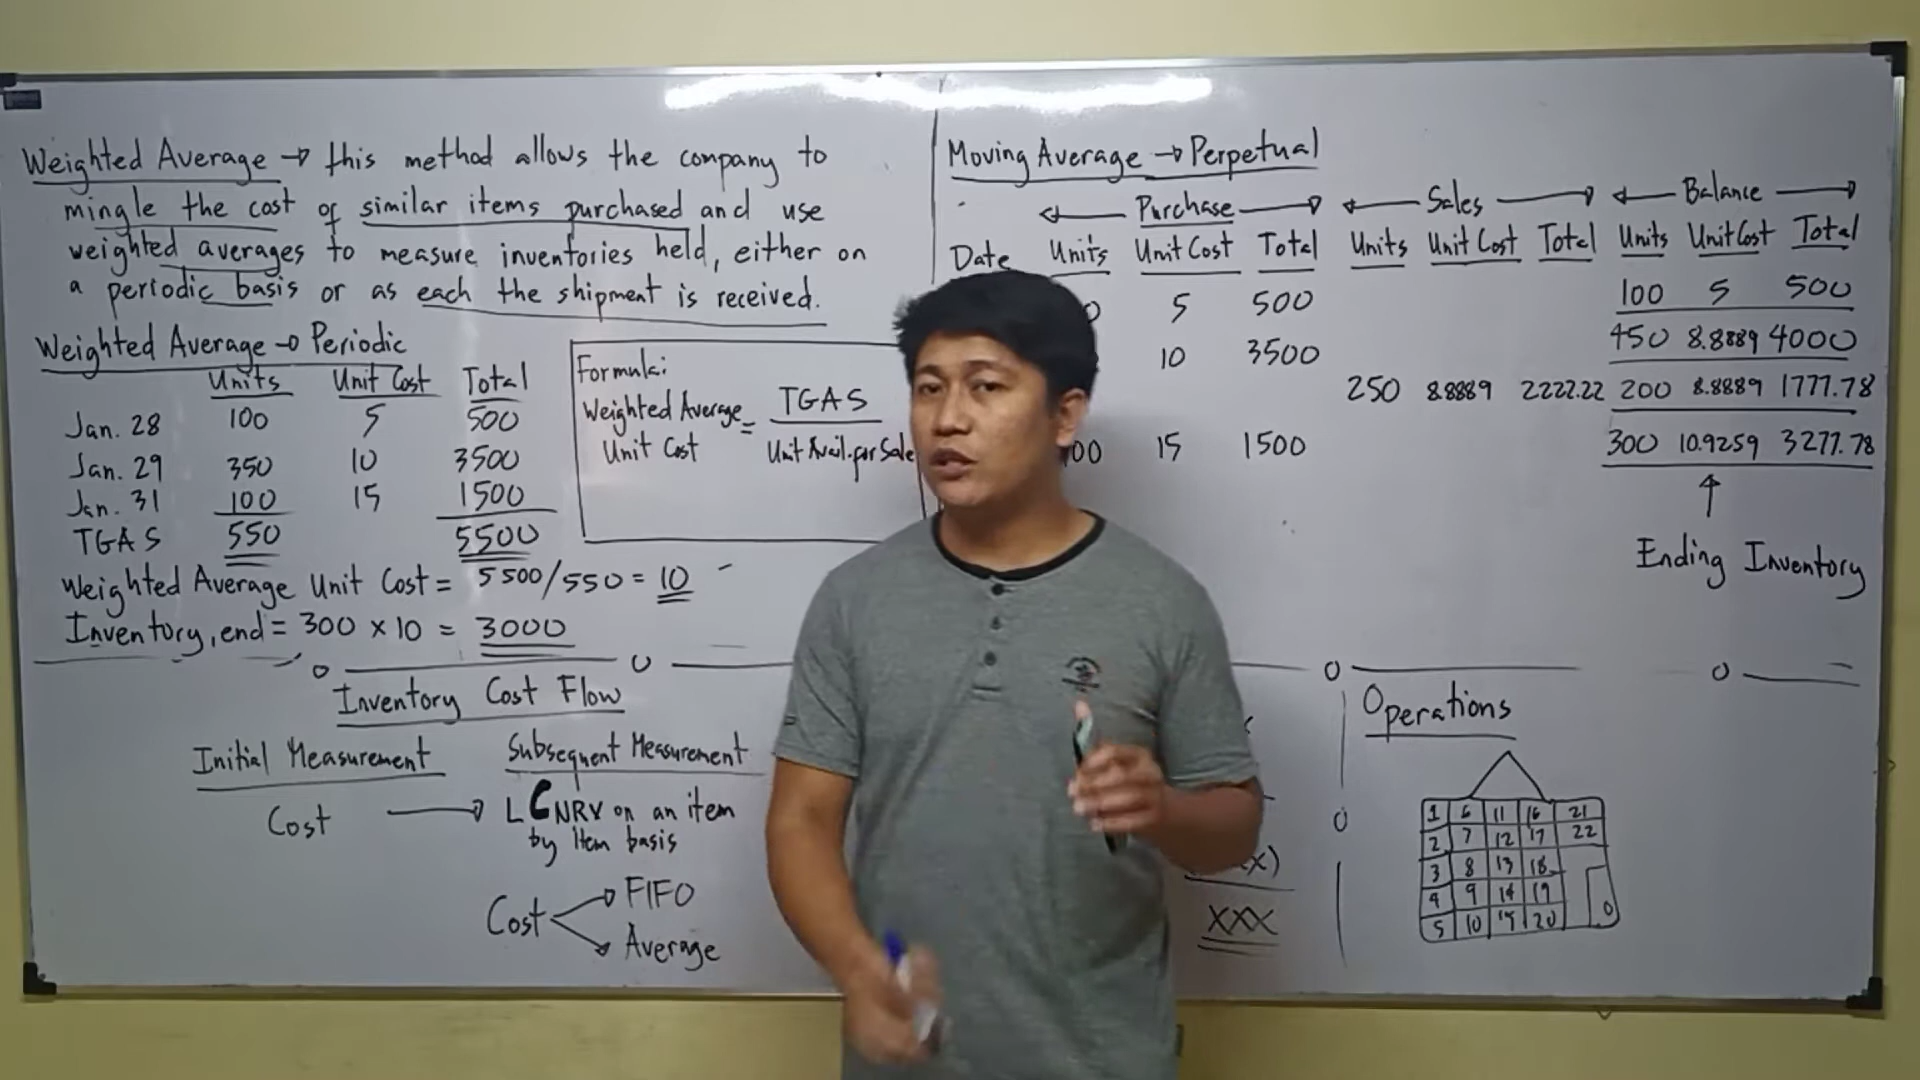 Weighted Average → this method allows the company to
mingle the cost of similar items purchased and use
weighted averages to measure inventories held, either on
a periodic basis or as each the shipment is received.
Weighted Average → Periodic
Units Unit Cost Total
Jan. 28 100 5 500
Jan. 29 350 10 3500
Jan. 31 100 15 1500
TGAS 550 5500
Weighted Average Unit Cost = 5500/550 = 10
Inventory, end = 300 x 10 = 3000
Formula:
Weighted Average Unit Cost = TGAS
Unit Avail. for Sale
Moving Average → Perpetual
Purchase Sales Balance
Date Units Unit Cost Total Units Unit Cost Total Units Unit Cost Total
5 500 100 5 500
10 3500 450 8.8889 4000
250 8.8889 2222.22 200 8.8889 1777.78
15 1500 300 10.9259 3277.78
Ending Inventory
Inventory Cost Flow
Initial Measurement Subsequent Measurement
Cost → LCNRV on an item
by Item basis
Cost FIFO
Average
XXX
Operations
1 6 11 16 21
2 7 12 17 22
3 8 13 18
4 9 14 19
5 10 15 20